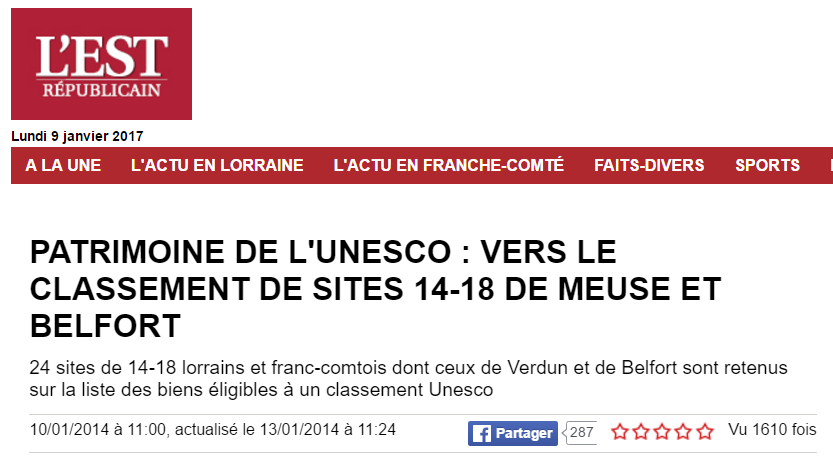 L'EST
RÉPUBLICAIN
Lundi 9 janvier 2017
A LA UNE L'ACTU EN LORRAINE L'ACTU EN FRANCHE-COMTÉ FAITS-DIVERS SPORTS
PATRIMOINE DE L'UNESCO : VERS LE
CLASSEMENT DE SITES 14-18 DE MEUSE ET
BELFORT
24 sites de 14-18 lorrains et franc-comtois dont ceux de Verdun et de Belfort sont retenus
sur la liste des biens éligibles à un classement Unesco
10/01/2014 à 11:00, actualisé le 13/01/2014 à 11:24 Partager 287 Vu 1610 fois